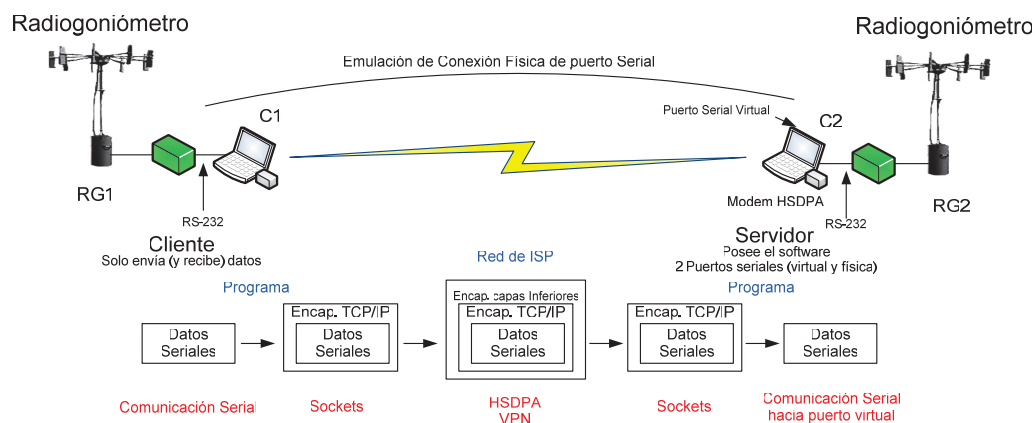 Radiogoniómetro
Radiogoniómetro
Emulación de Conexión Física de puerto Serial
Puerto Serial Virtual
C1
C2
RG1
RS-232
Modem HSDPA
RS-232
RG2
Cliente
Solo envía (y recibe) datos
Servidor
Posee el software
2 Puertos seriales (virtual y física)
Red de ISP
Programa
Programa
Encap. capas Inferiores
Encap. TCP/IP
Encap. TCP/IP
Encap. TCP/IP
Datos
Seriales
Datos
Seriales
Datos
Seriales
Datos
Seriales
Datos
Seriales
Comunicación Serial
Sockets
HSDPA
VPN
Sockets
Comunicación Serial
hacia puerto virtual